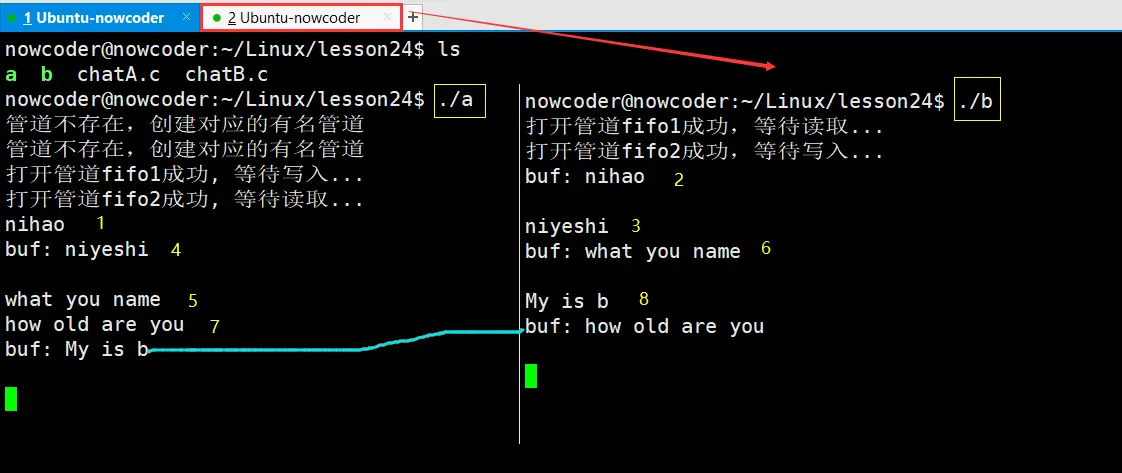 1 Ubuntu-nowcoder × 2 Ubuntu-nowcoder × +
nowcoder@nowcoder:~/Linux/lesson24$ ls
a b chatA.c chatB.c
nowcoder@nowcoder:~/Linux/lesson24$ ./a
管道不存在，创建对应的有名管道
管道不存在，创建对应的有名管道
打开管道fifo1成功，等待写入...
打开管道fifo2成功，等待读取...
nihao 1
buf: niyeshi 4
what you name 5
how old are you 7
buf: My is b
nowcoder@nowcoder:~/Linux/lesson24$ ./b
打开管道fifo1成功，等待读取...
打开管道fifo2成功，等待写入...
buf: nihao 2
niyeshi 3
buf: what you name 6
My is b 8
buf: how old are you